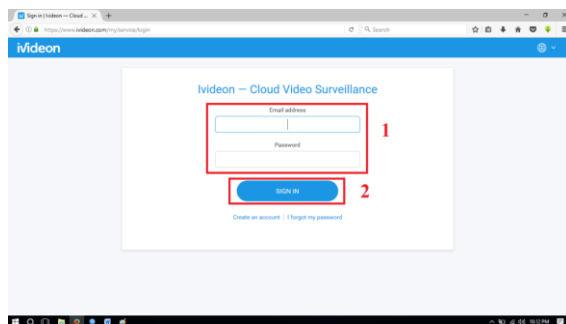 Sign in | Ivideon — Cloud ...
https://www.ivideon.com/my/service/login
Search
ivideon
Ivideon — Cloud Video Surveillance
Email address
1
Password
SIGN IN
2
Create an account | I forgot my password